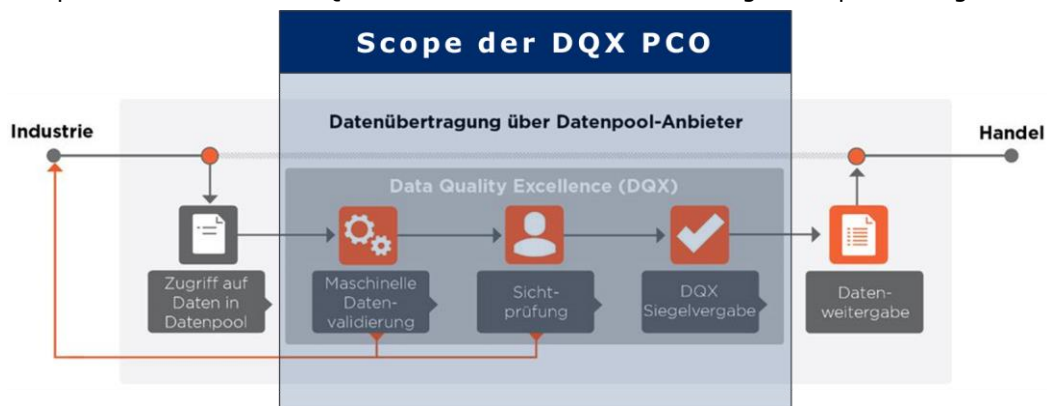 Scope der DQX PCO
Datenübertragung über Datenpool-Anbieter
Industrie
Handel
Data Quality Excellence (DQX)
Zugriff auf
Daten in
Datenpool
Maschinelle
Daten-
validierung
Sicht-
prüfung
DQX
Siegelvergabe
Daten-
weitergabe